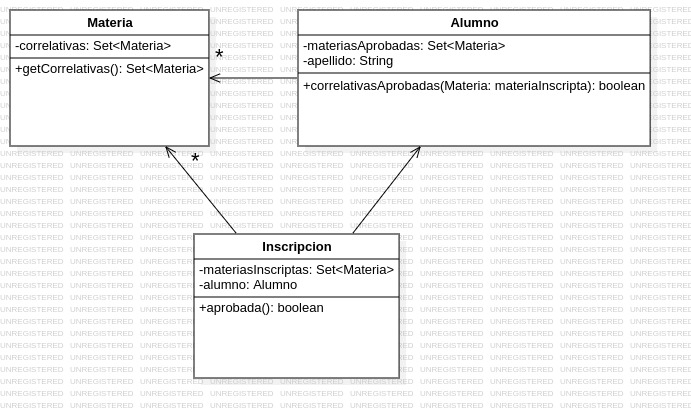 Materia
-correlativas: Set<Materia>
+getCorrelativas(): Set<Materia>
*
Alumno
-materiasAprobadas: Set<Materia>
-apellido: String
+correlativasAprobadas(Materia: materiaInscripta): boolean
*
Inscripcion
-materiasInscriptas: Set<Materia>
-alumno: Alumno
+aprobada(): boolean
UNREGISTERED